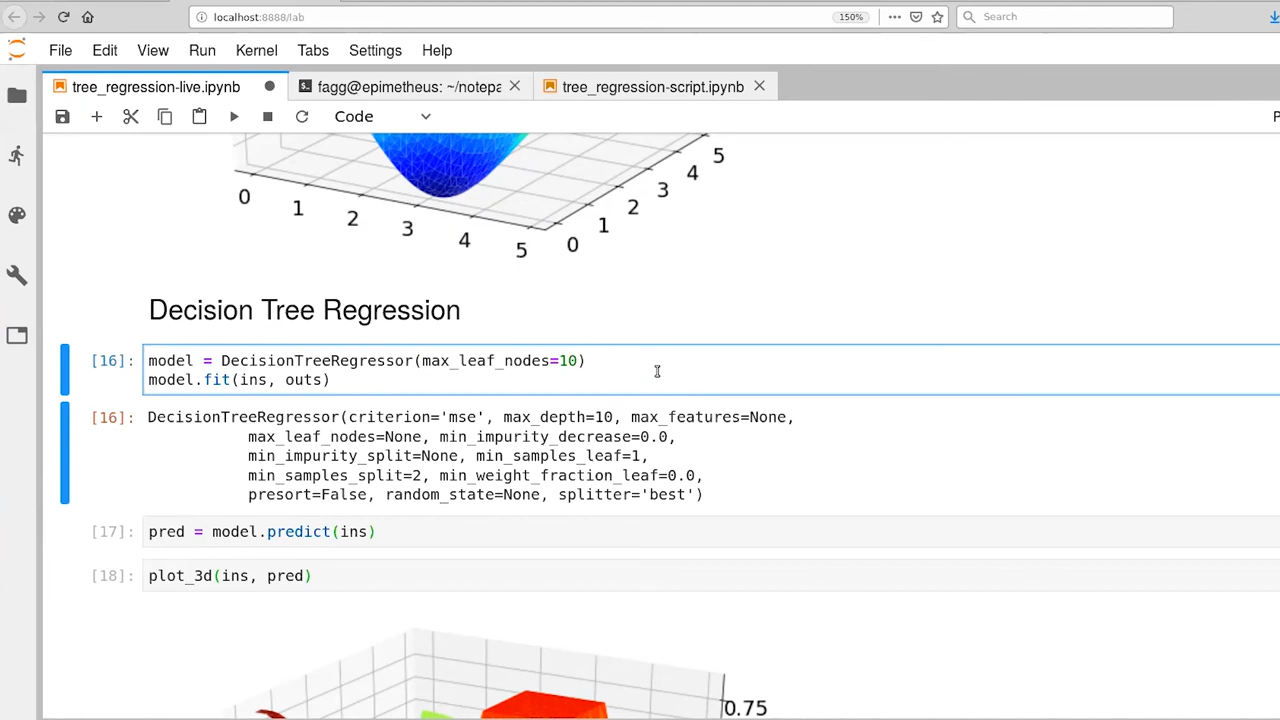 localhost:8888/lab
150%
Search
File Edit View Run Kernel Tabs Settings Help
tree_regression-live.ipynb
fagg@epimetheus: ~/notepa
tree_regression-script.ipynb
Code
P
0 1 2 3 4 5
0 1 2 3 4 5
Decision Tree Regression
[16]: model = DecisionTreeRegressor(max_leaf_nodes=10)
model.fit(ins, outs)
[16]: DecisionTreeRegressor(criterion='mse', max_depth=10, max_features=None,
max_leaf_nodes=None, min_impurity_decrease=0.0,
min_impurity_split=None, min_samples_leaf=1,
min_samples_split=2, min_weight_fraction_leaf=0.0,
presort=False, random_state=None, splitter='best')
[17]: pred = model.predict(ins)
[18]: plot_3d(ins, pred)
0.75